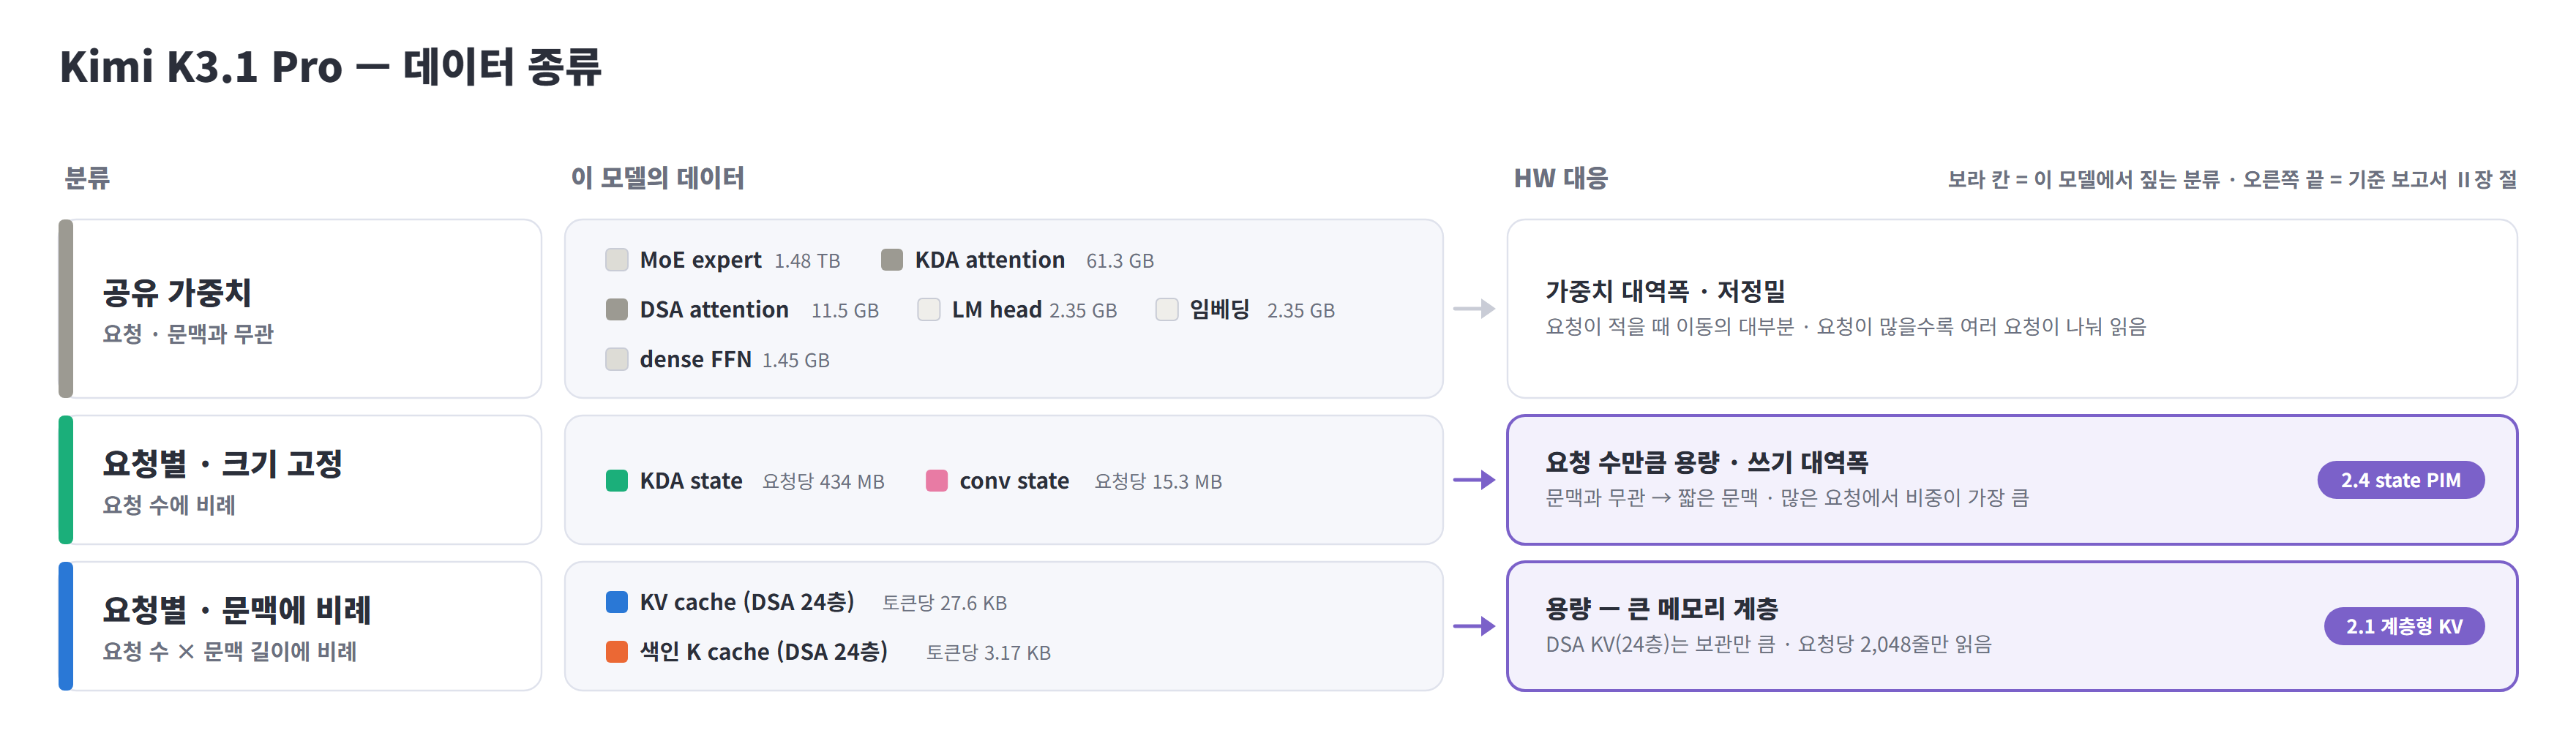 Kimi K3.1 Pro — 데이터 종류
분류
이 모델의 데이터
HW 대응
보라 칸 = 이 모델에서 짚는 분류 · 오른쪽 끝 = 기준 보고서 II장 절
공유 가중치
요청 · 문맥과 무관
MoE expert 1.48 TB KDA attention 61.3 GB
DSA attention 11.5 GB LM head 2.35 GB 임베딩 2.35 GB
dense FFN 1.45 GB
가중치 대역폭 · 저정밀
요청이 적을 때 이동의 대부분 · 요청이 많을수록 여러 요청이 나눠 읽음
요청별 · 크기 고정
요청 수에 비례
KDA state 요청당 434 MB conv state 요청당 15.3 MB
요청 수만큼 용량 · 쓰기 대역폭
문맥과 무관 → 짧은 문맥 · 많은 요청에서 비중이 가장 큼
2.4 state PIM
요청별 · 문맥에 비례
요청 수 × 문맥 길이에 비례
KV cache (DSA 24층) 토큰당 27.6 KB
색인 K cache (DSA 24층) 토큰당 3.17 KB
용량 — 큰 메모리 계층
DSA KV(24층)는 보관만 큼 · 요청당 2,048줄만 읽음
2.1 계층형 KV